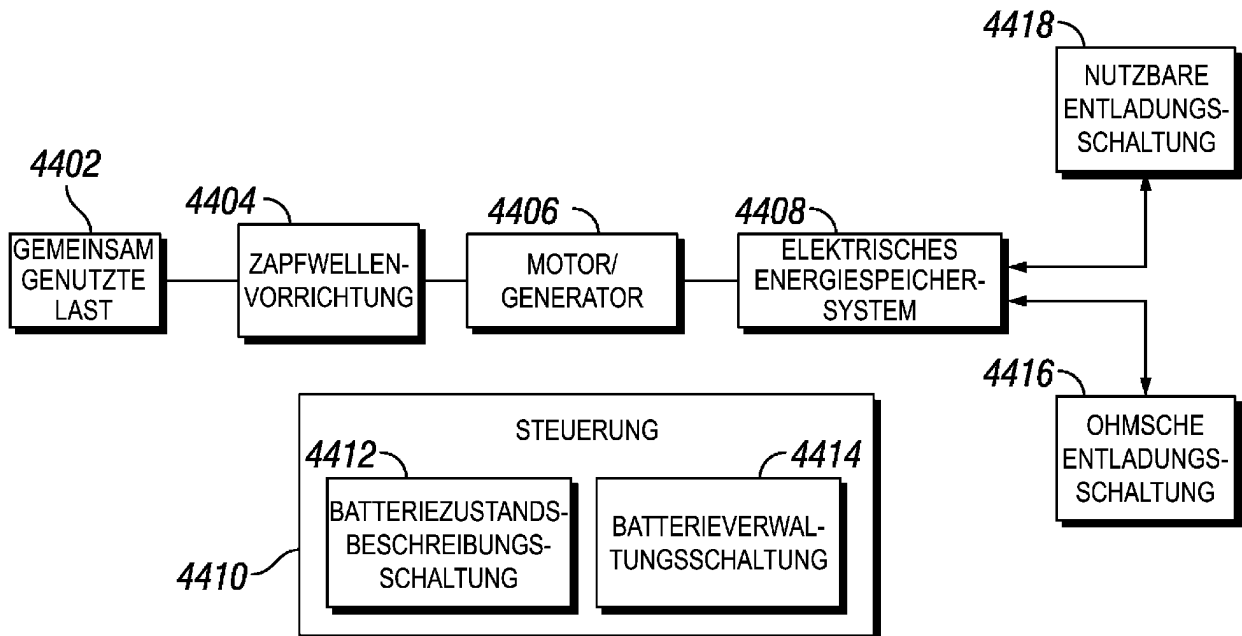 4418
NUTZBARE
ENTLADUNGS-
SCHALTUNG
4402
GEMEINSAM
GENUTZTE
LAST
4404
ZAPFWELLEN-
VORRICHTUNG
4406
MOTOR/
GENERATOR
4408
ELEKTRISCHES
ENERGIESPEICHER-
SYSTEM
4416
OHMSCHE
ENTLADUNGS-
SCHALTUNG
STEUERUNG
4412
BATTERIEZUSTANDS-
BESCHREIBUNGS-
SCHALTUNG
4414
BATTERIEVERWAL-
TUNGSSCHALTUNG
4410